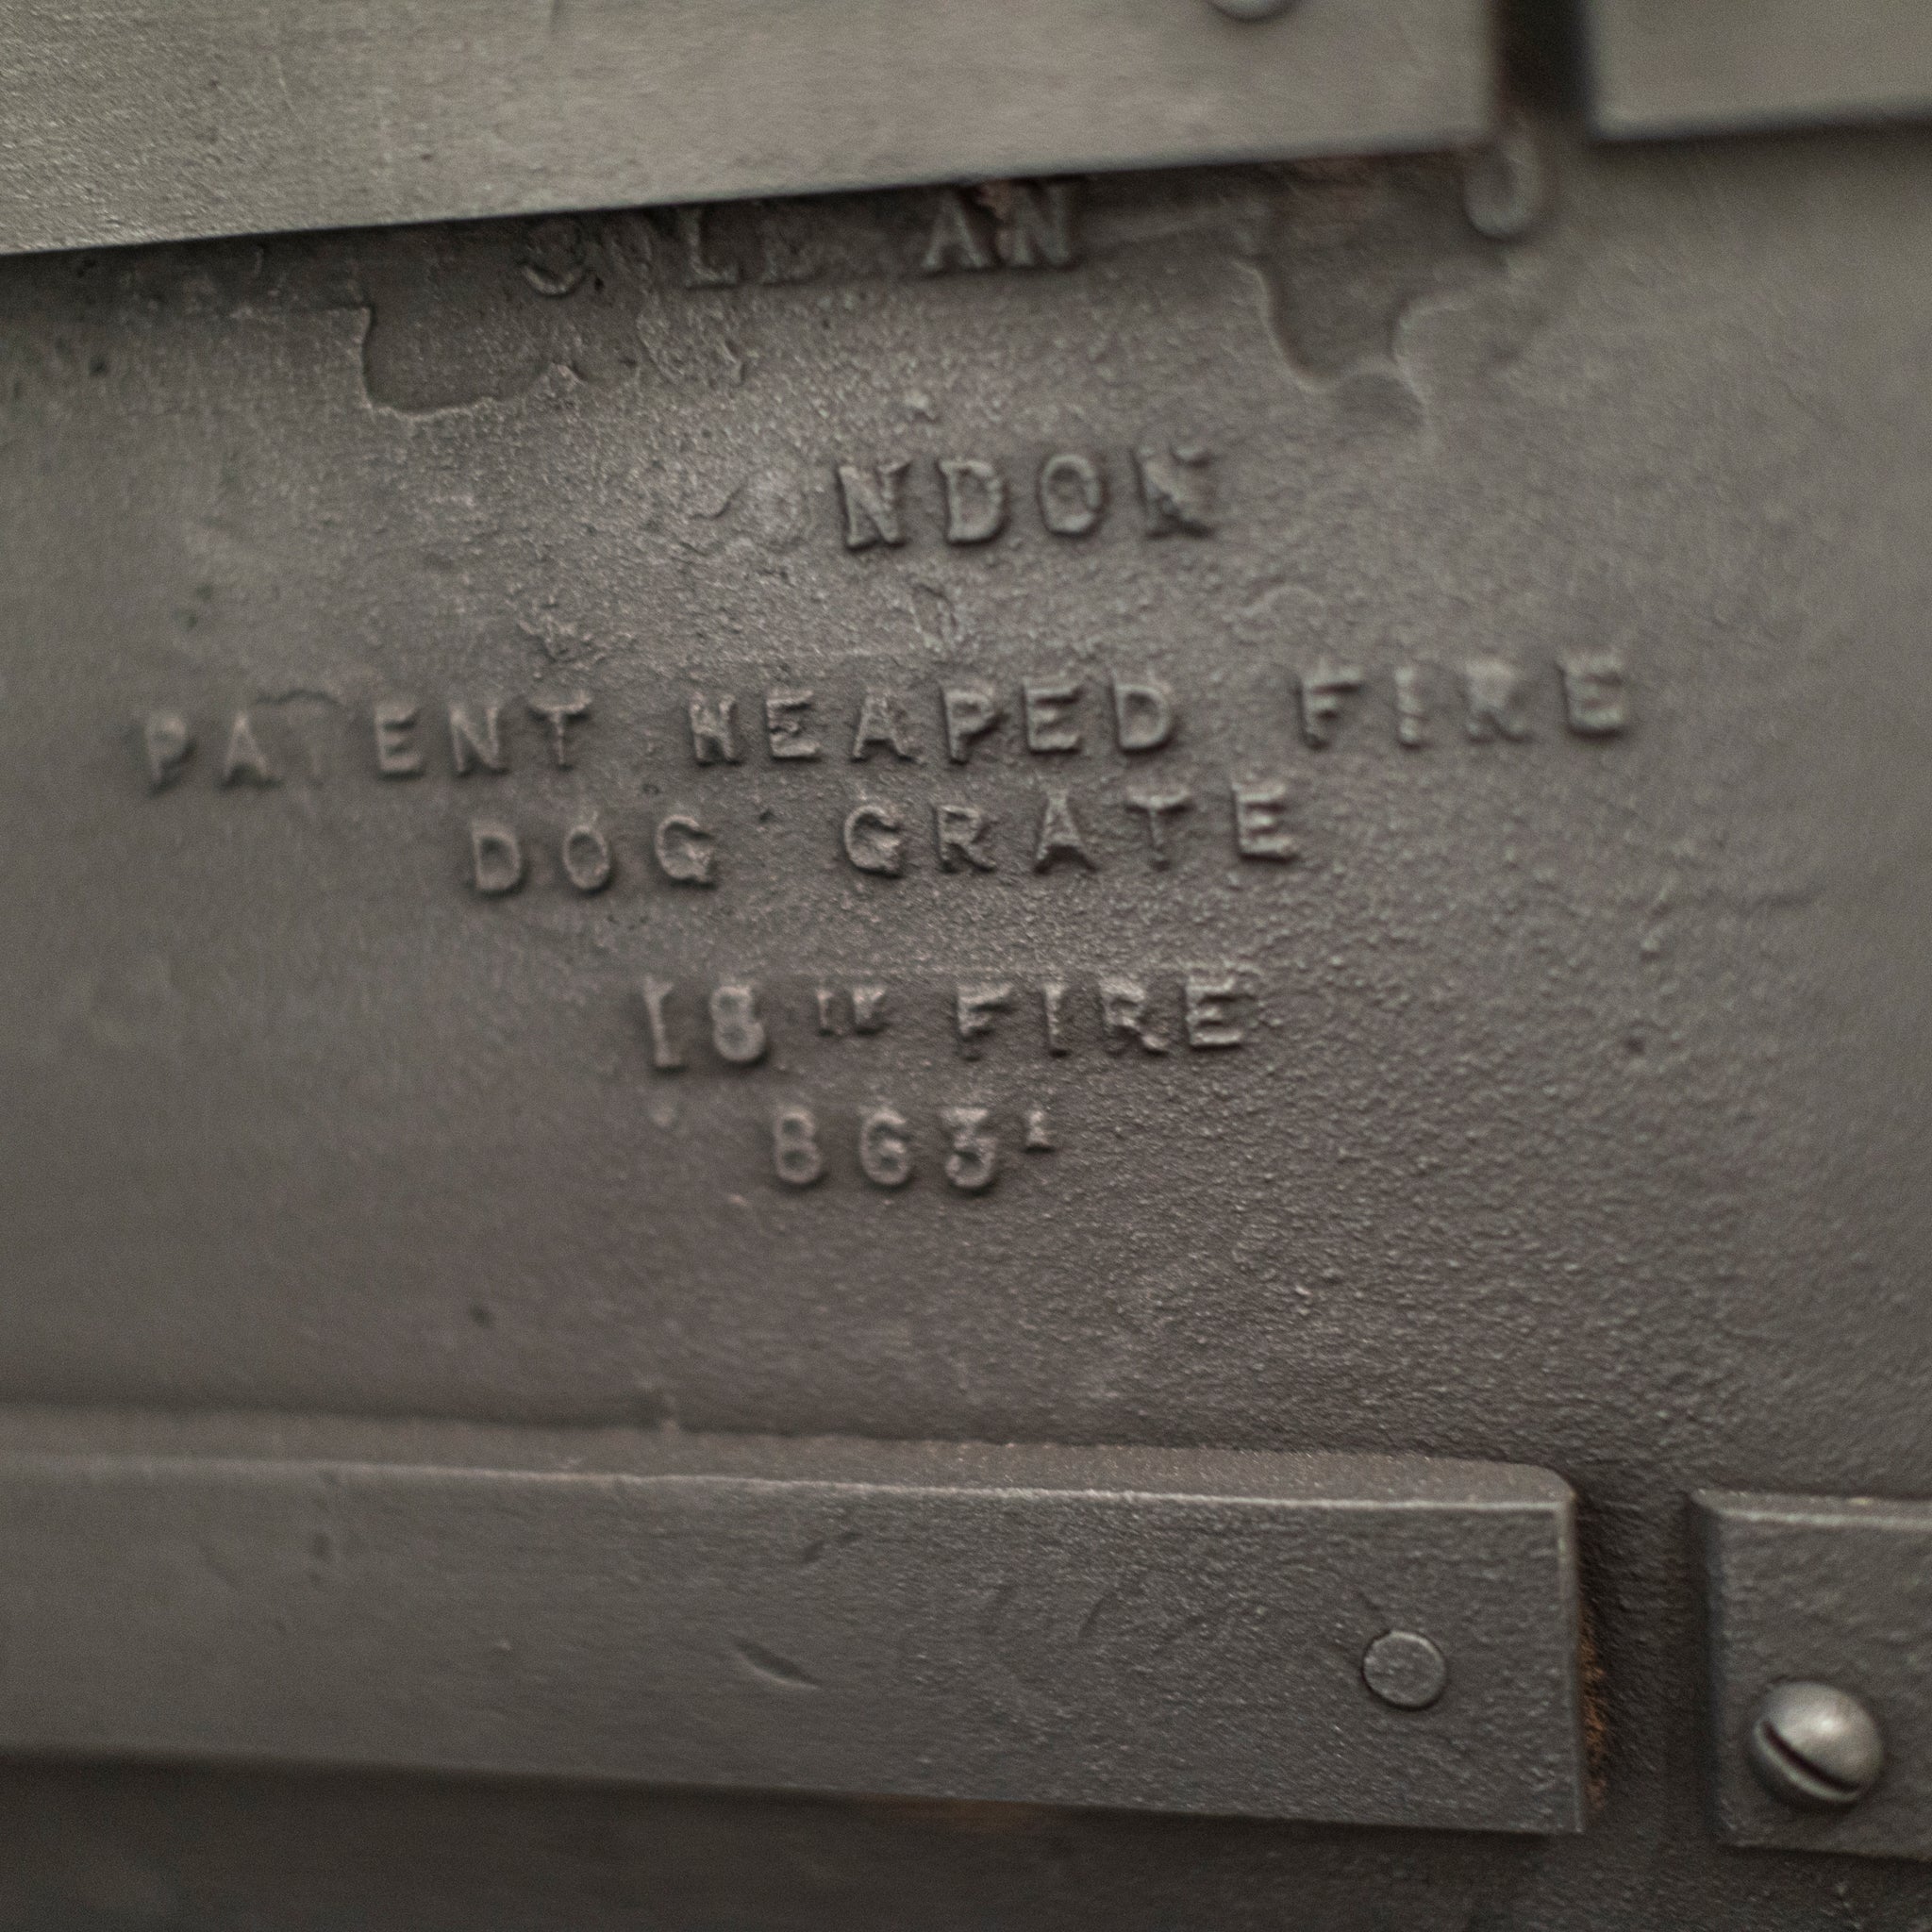 NDON
PATENT HEAPED FIRE
DOG GRATE
18 IN FIRE
863